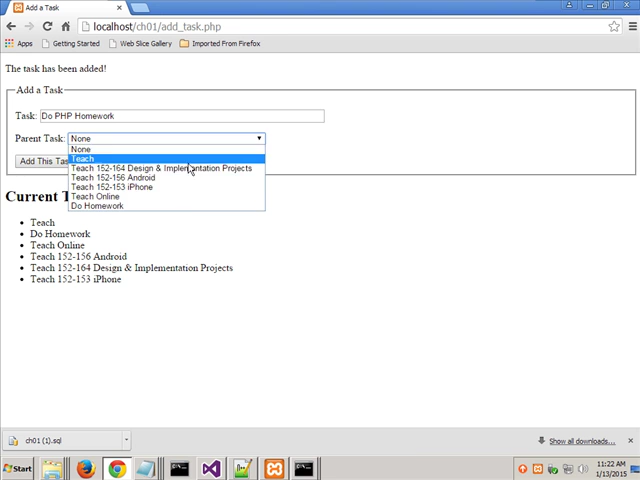 Add a Task
localhost/ch01/add_task.php
Apps Getting Started Web Slice Gallery Imported From Firefox
The task has been added!
Add a Task
Task: Do PHP Homework
Parent Task: None
None
Teach
Teach 152-164 Design & Implementation Projects
Teach 152-156 Android
Teach 152-153 iPhone
Teach Online
Do Homework
Add This Tas
Current T
Teach
Do Homework
Teach Online
Teach 152-156 Android
Teach 152-164 Design & Implementation Projects
Teach 152-153 iPhone
ch01 (1).sql
Show all downloads...
Start
11:22 AM
1/13/2015